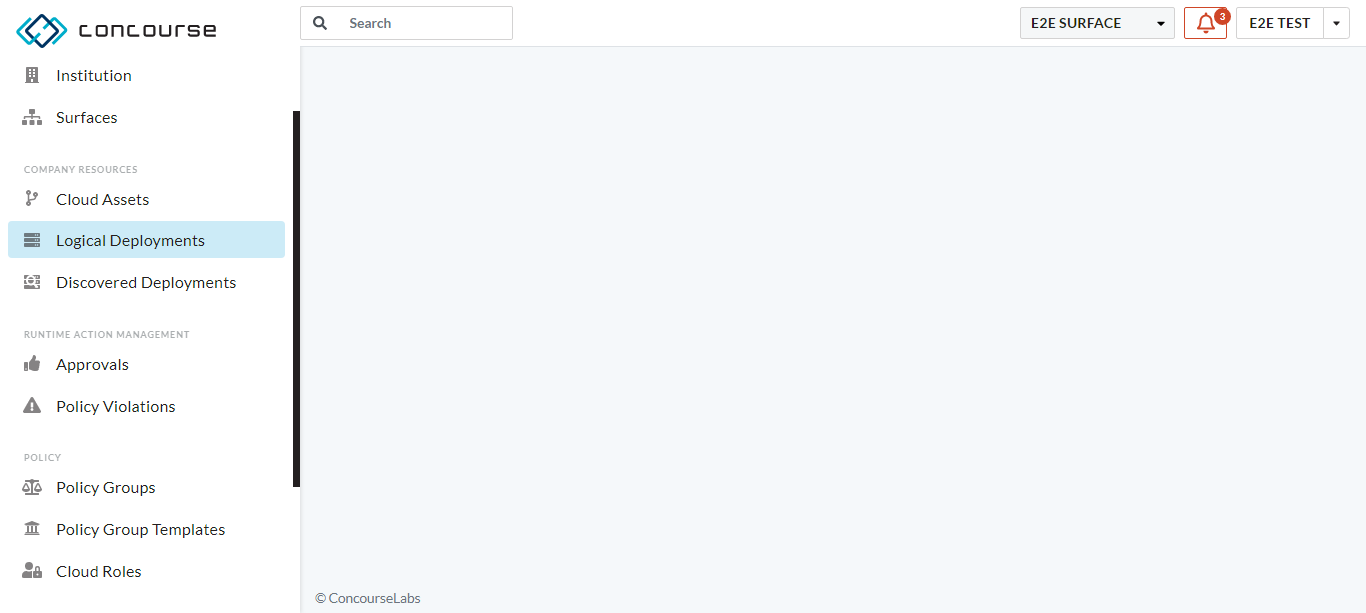 concourse
Search
E2E SURFACE
3
E2E TEST
Institution
Surfaces
COMPANY RESOURCES
Cloud Assets
Logical Deployments
Discovered Deployments
RUNTIME ACTION MANAGEMENT
Approvals
Policy Violations
POLICY
Policy Groups
Policy Group Templates
Cloud Roles
© ConcourseLabs